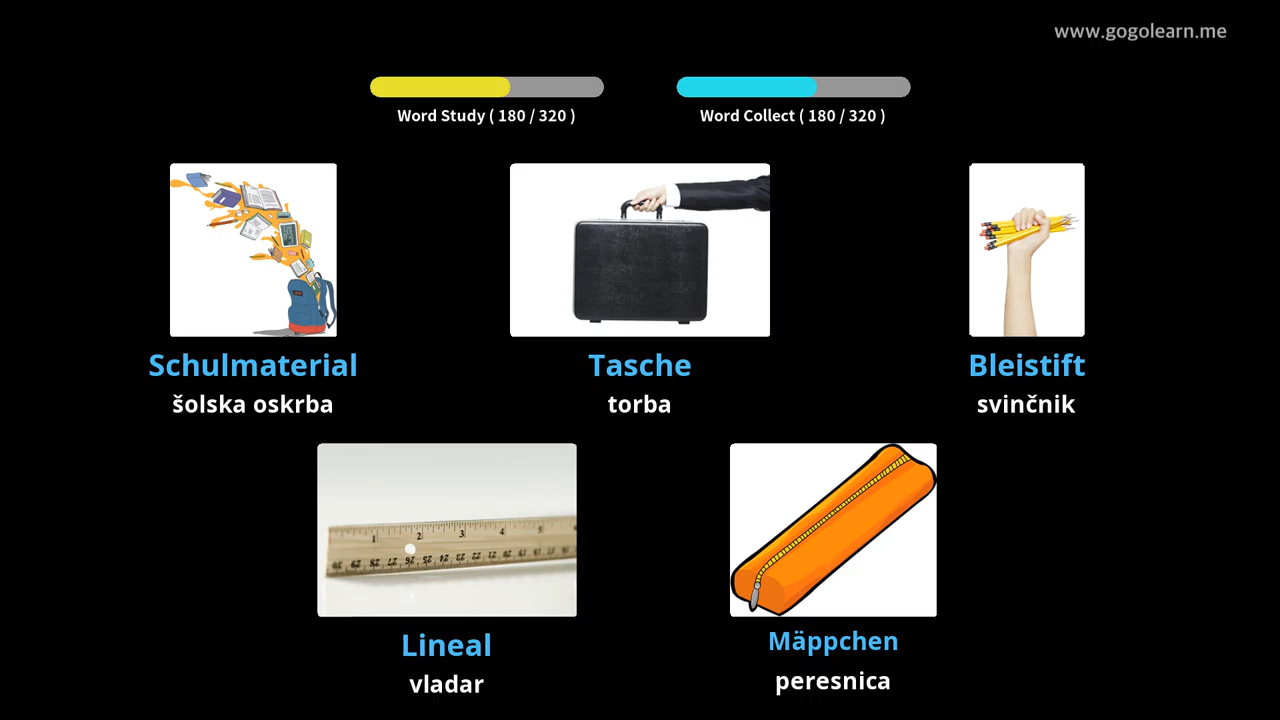 www.gogolearn.me
Word Study ( 180 / 320 )
Word Collect ( 180 / 320 )
Schulmaterial
šolska oskrba
Tasche
torba
Bleistift
svinčnik
Lineal
vladar
Mäppchen
peresnica